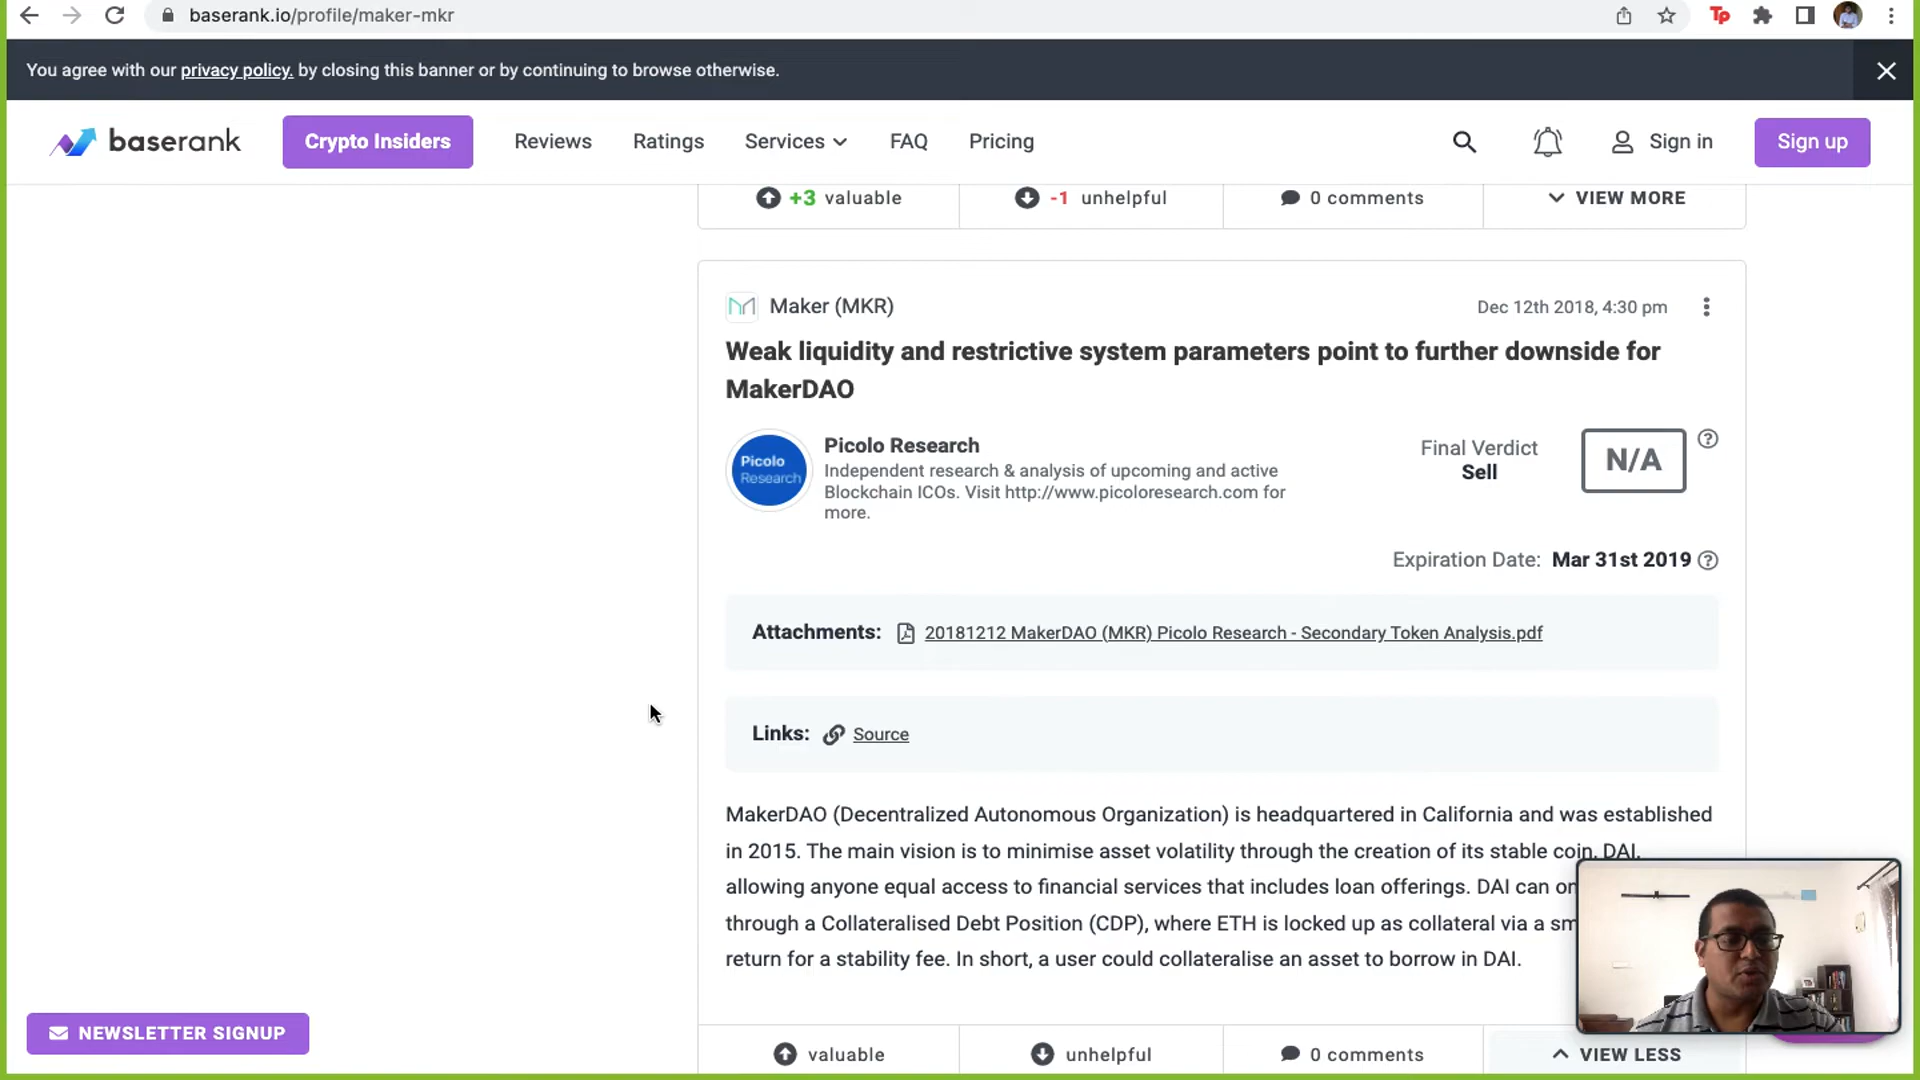 baserank.io/profile/maker-mkr
Tp
You agree with our privacy policy. by closing this banner or by continuing to browse otherwise.
baserank
Crypto Insiders
Reviews
Ratings
Services
FAQ
Pricing
Sign in
Sign up
+3 valuable
-1 unhelpful
0 comments
VIEW MORE
Maker (MKR)
Dec 12th 2018, 4:30 pm
Weak liquidity and restrictive system parameters point to further downside for
MakerDAO
Picolo
Research
Picolo Research
Independent research & analysis of upcoming and active
Blockchain ICOs. Visit http://www.picoloresearch.com for
more.
Final Verdict
Sell
N/A
Expiration Date: Mar 31st 2019
Attachments: 20181212 MakerDAO (MKR) Picolo Research - Secondary Token Analysis.pdf
Links: Source
MakerDAO (Decentralized Autonomous Organization) is headquartered in California and was established
in 2015. The main vision is to minimise asset volatility through the creation of its stable coin, DAI,
allowing anyone equal access to financial services that includes loan offerings. DAI can on
through a Collateralised Debt Position (CDP), where ETH is locked up as collateral via a sm
return for a stability fee. In short, a user could collateralise an asset to borrow in DAI.
NEWSLETTER SIGNUP
valuable
unhelpful
0 comments
VIEW LESS